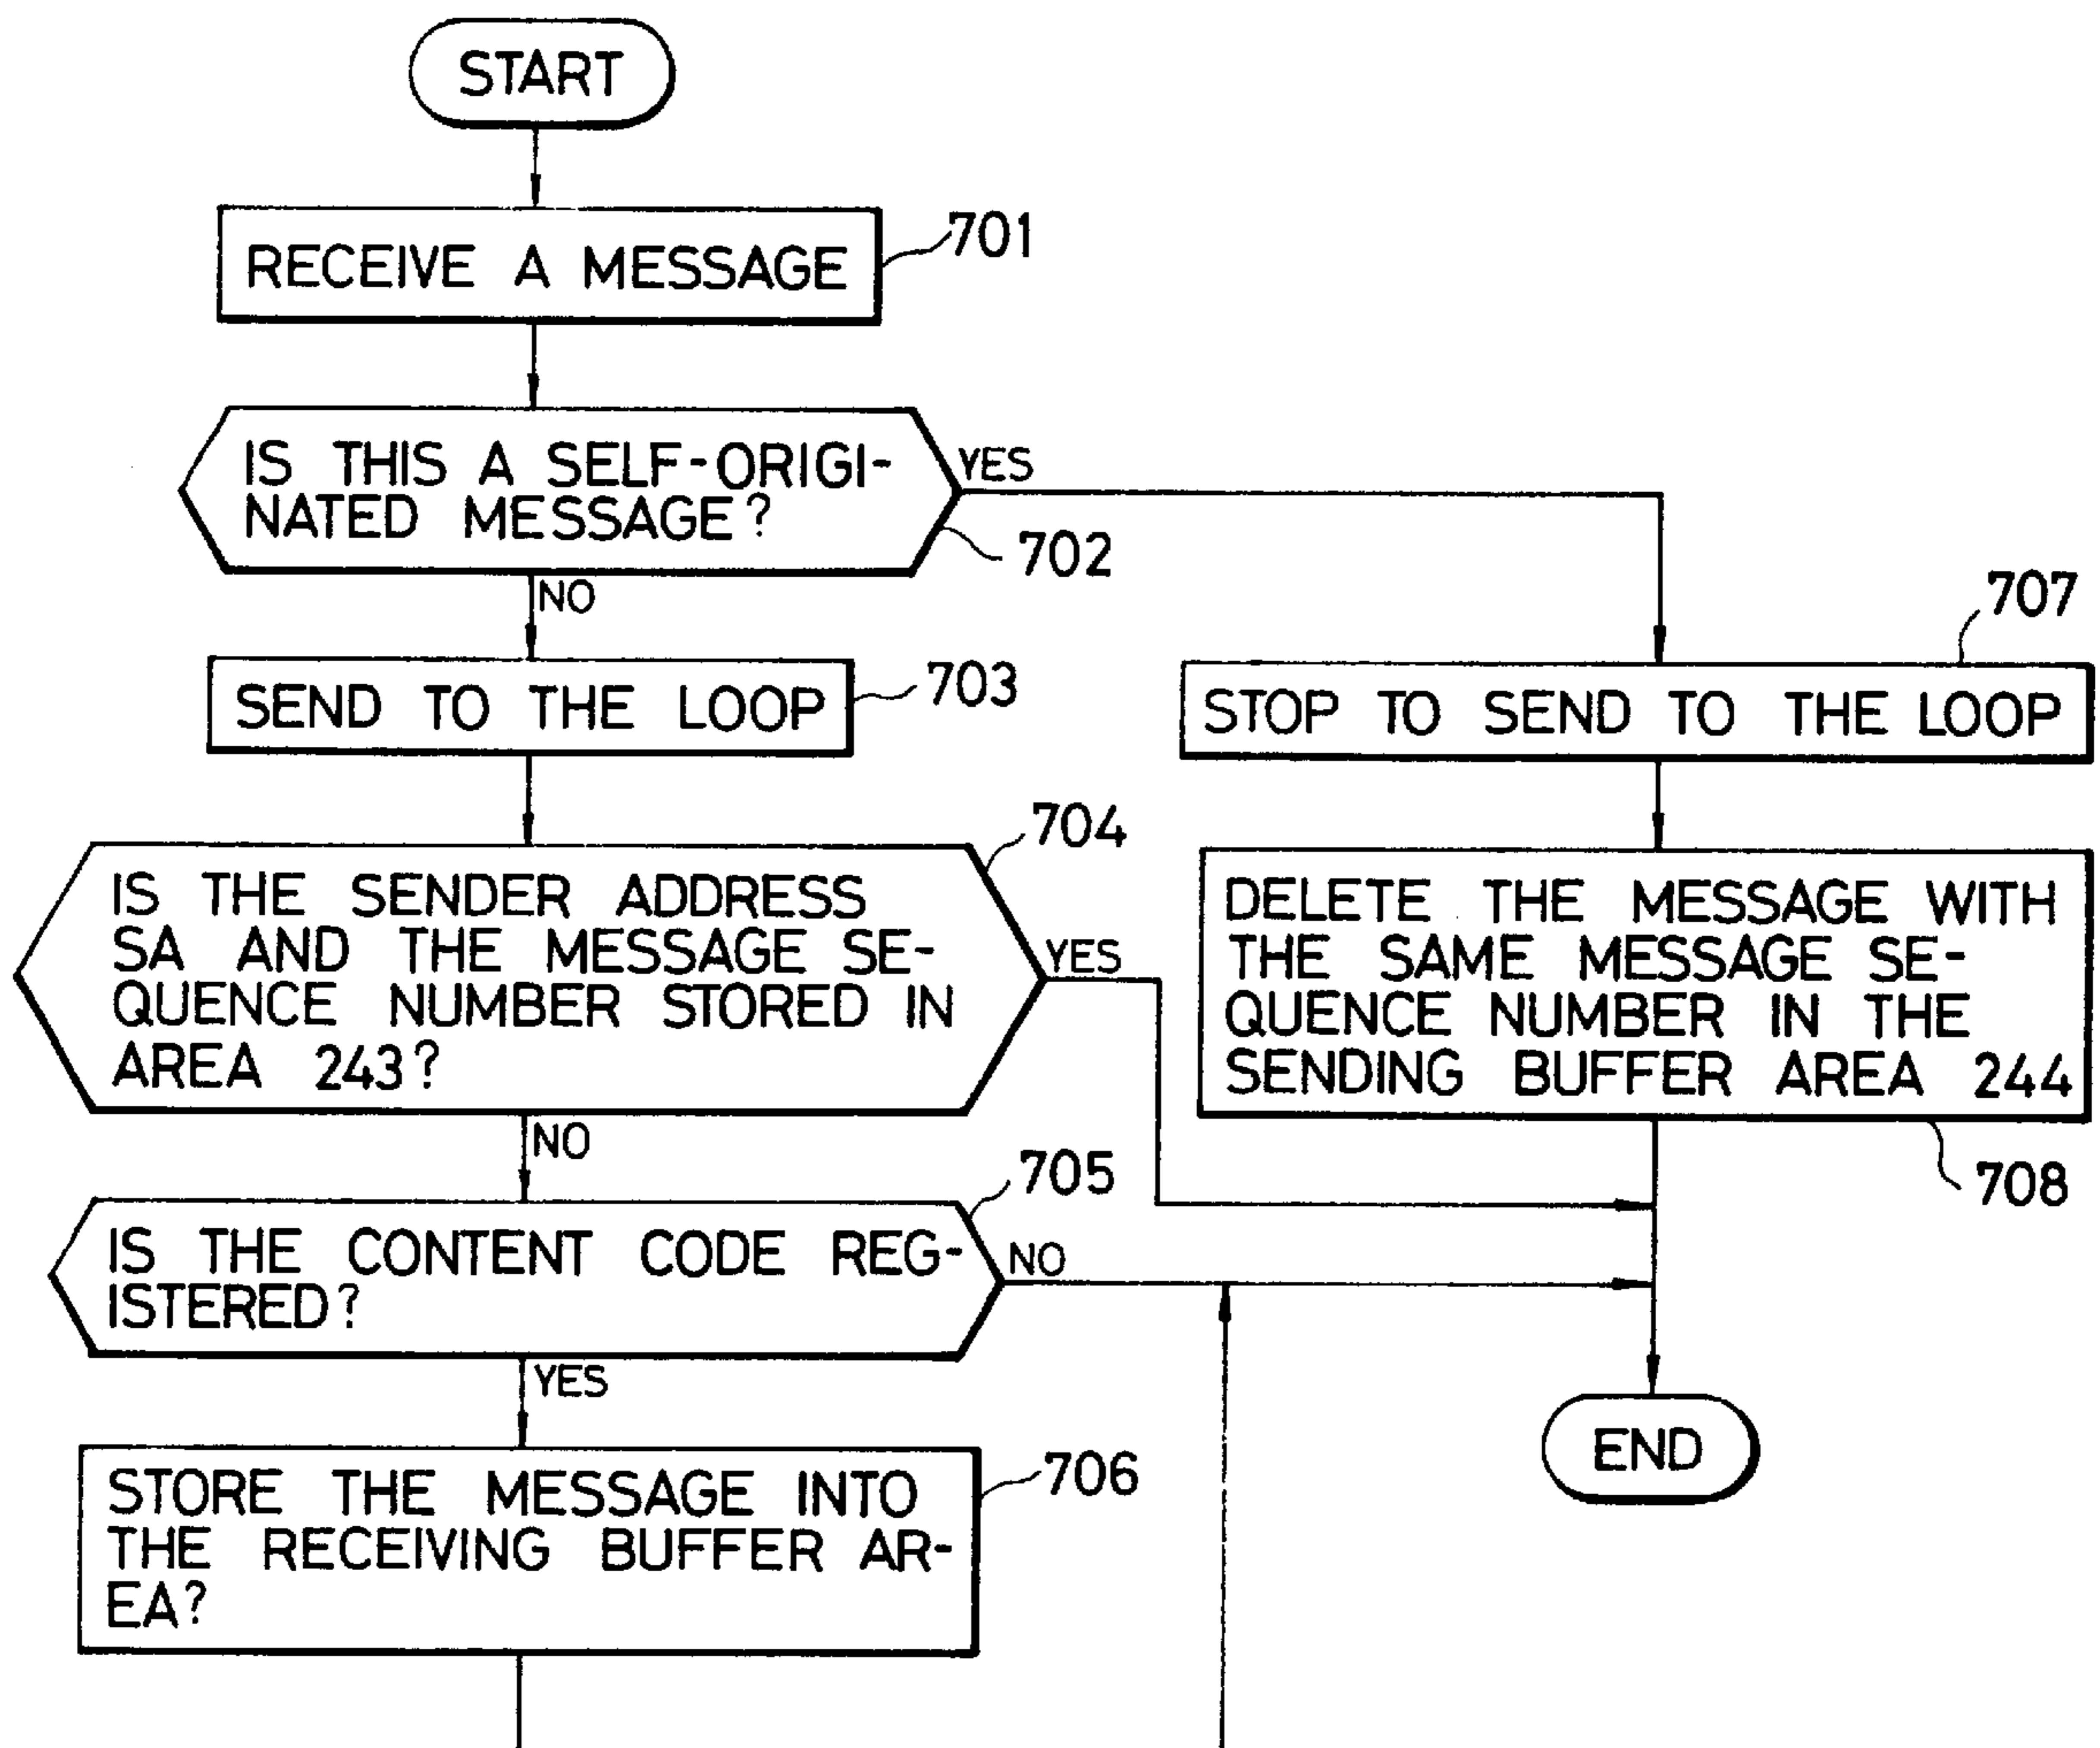 START
RECEIVE A MESSAGE
701
IS THIS A SELF-ORIGI-
NATED MESSAGE?
YES
702
NO
SEND TO THE LOOP
703
707
STOP TO SEND TO THE LOOP
704
IS THE SENDER ADDRESS
SA AND THE MESSAGE SE-
QUENCE NUMBER STORED IN
AREA 243?
YES
NO
DELETE THE MESSAGE WITH
THE SAME MESSAGE SE-
QUENCE NUMBER IN THE
SENDING BUFFER AREA 244
708
705
IS THE CONTENT CODE REG-
ISTERED?
NO
YES
STORE THE MESSAGE INTO
THE RECEIVING BUFFER AR-
EA?
706
END